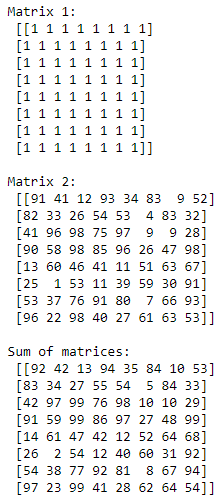 Matrix 1:
[[1 1 1 1 1 1 1 1]
[1 1 1 1 1 1 1 1]
[1 1 1 1 1 1 1 1]
[1 1 1 1 1 1 1 1]
[1 1 1 1 1 1 1 1]
[1 1 1 1 1 1 1 1]
[1 1 1 1 1 1 1 1]
[1 1 1 1 1 1 1 1]]
Matrix 2:
[[91 41 12 93 34 83  9 52]
[82 33 26 54 53  4 83 32]
[41 96 98 75 97  9  9 28]
[90 58 98 85 96 26 47 98]
[13 60 46 41 11 51 63 67]
[25  1 53 11 39 59 30 91]
[53 37 76 91 80  7 66 93]
[96 22 98 40 27 61 63 53]]
Sum of matrices:
[[92 42 13 94 35 84 10 53]
[83 34 27 55 54  5 84 33]
[42 97 99 76 98 10 10 29]
[91 59 99 86 97 27 48 99]
[14 61 47 42 12 52 64 68]
[26  2 54 12 40 60 31 92]
[54 38 77 92 81  8 67 94]
[97 23 99 41 28 62 64 54]]